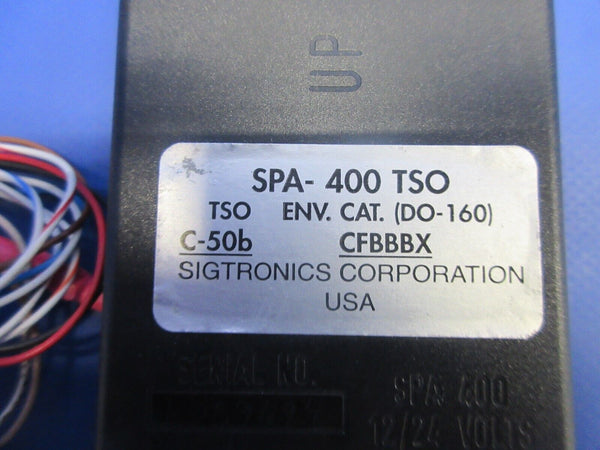 UP
SPA- 400 TSO
TSO ENV. CAT. (DO-160)
C-50b CFBBBX
SIGTRONICS CORPORATION
USA
SERIAL NO.
SPA 400
12/24 VOLTS